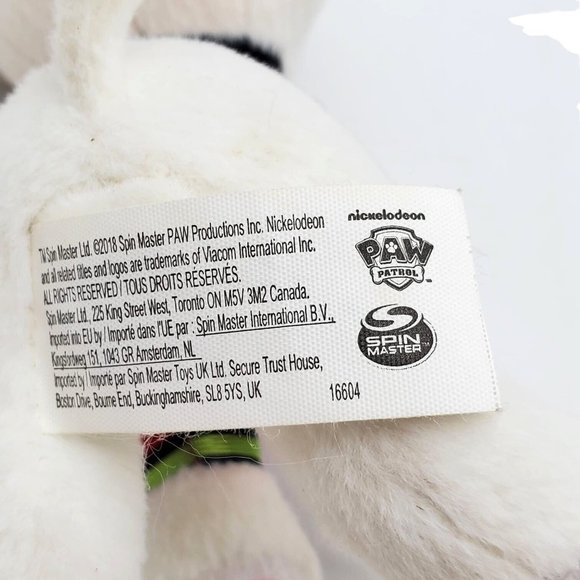 TM Spin Master Ltd. ©2018 Spin Master PAW Productions Inc. Nickelodeon
and all related titles and logos are trademarks of Viacom International Inc.
ALL RIGHTS RESERVED / TOUS DROITS RÉSERVÉS.
Spin Master Ltd., 225 King Street West, Toronto ON M5V 3M2 Canada.
Imported into EU by / Importé dans l'UE par : Spin Master International B.V.,
Kingsfordweg 151, 1043 GR Amsterdam, NL
Imported by / Importé par Spin Master Toys UK Ltd. Secure Trust House,
Boston Drive, Bourne End, Buckinghamshire, SL8 5YS, UK
16604
nickelodeon
PAW
PATROL™
SPIN
MASTER™